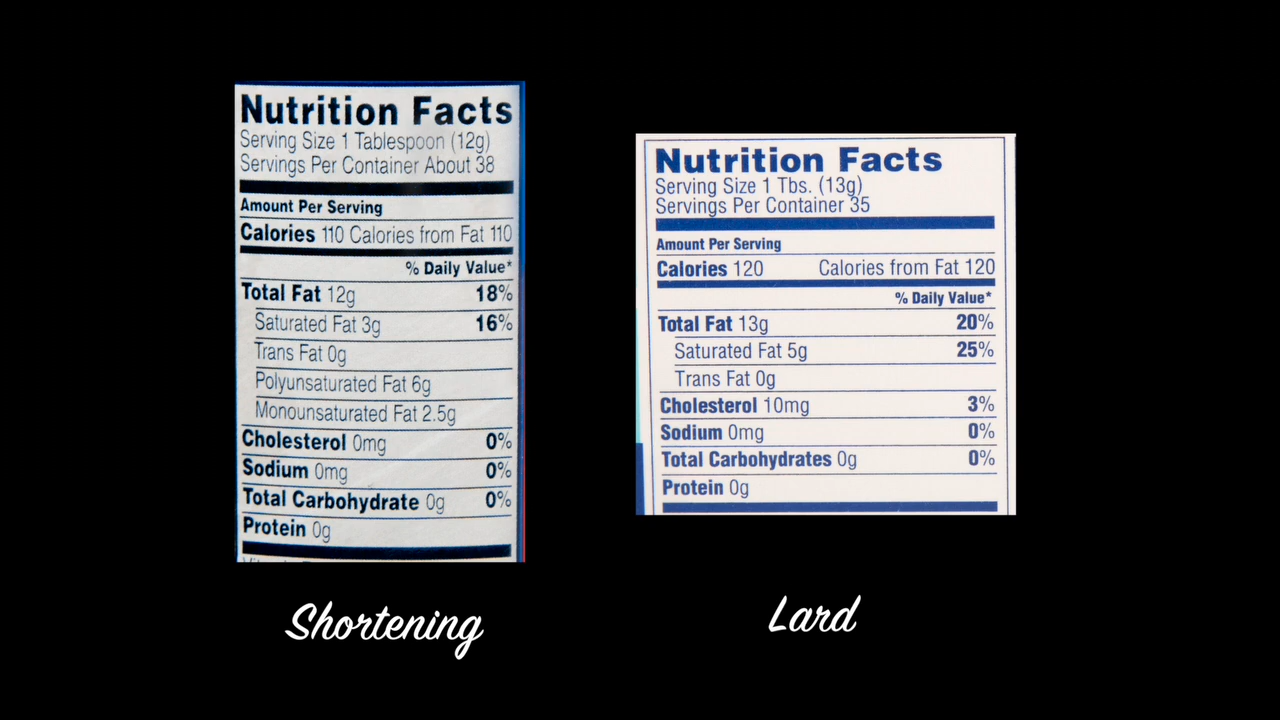 Nutrition Facts
Serving Size 1 Tablespoon (12g)
Servings Per Container About 38
Amount Per Serving
Calories 110 Calories from Fat 110
% Daily Value*
Total Fat 12g 18%
Saturated Fat 3g 16%
Trans Fat 0g
Polyunsaturated Fat 6g
Monounsaturated Fat 2.5g
Cholesterol 0mg 0%
Sodium 0mg 0%
Total Carbohydrate 0g 0%
Protein 0g
Shortening
Nutrition Facts
Serving Size 1 Tbs. (13g)
Servings Per Container 35
Amount Per Serving
Calories 120 Calories from Fat 120
% Daily Value*
Total Fat 13g 20%
Saturated Fat 5g 25%
Trans Fat 0g
Cholesterol 10mg 3%
Sodium 0mg 0%
Total Carbohydrates 0g 0%
Protein 0g
Lard